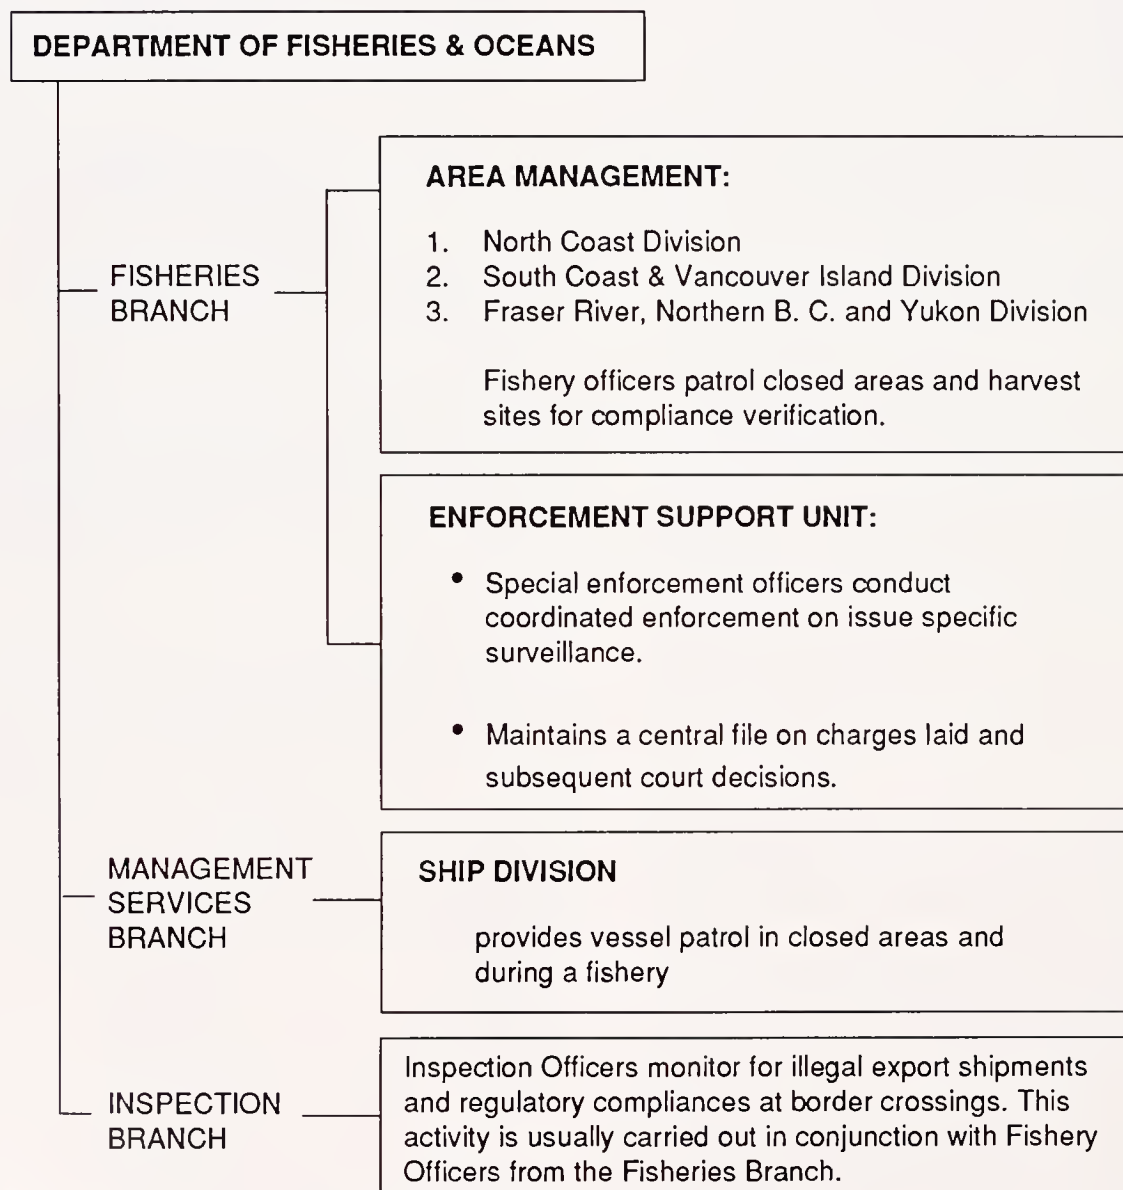 DEPARTMENT OF FISHERIES & OCEANS
FISHERIES
BRANCH
AREA MANAGEMENT:
1. North Coast Division
2. South Coast & Vancouver Island Division
3. Fraser River, Northern B. C. and Yukon Division
Fishery officers patrol closed areas and harvest
sites for compliance verification.
ENFORCEMENT SUPPORT UNIT:
• Special enforcement officers conduct
coordinated enforcement on issue specific
surveillance.
• Maintains a central file on charges laid and
subsequent court decisions.
MANAGEMENT
SERVICES
BRANCH
SHIP DIVISION
provides vessel patrol in closed areas and
during a fishery
INSPECTION
BRANCH
Inspection Officers monitor for illegal export shipments
and regulatory compliances at border crossings. This
activity is usually carried out in conjunction with Fishery
Officers from the Fisheries Branch.